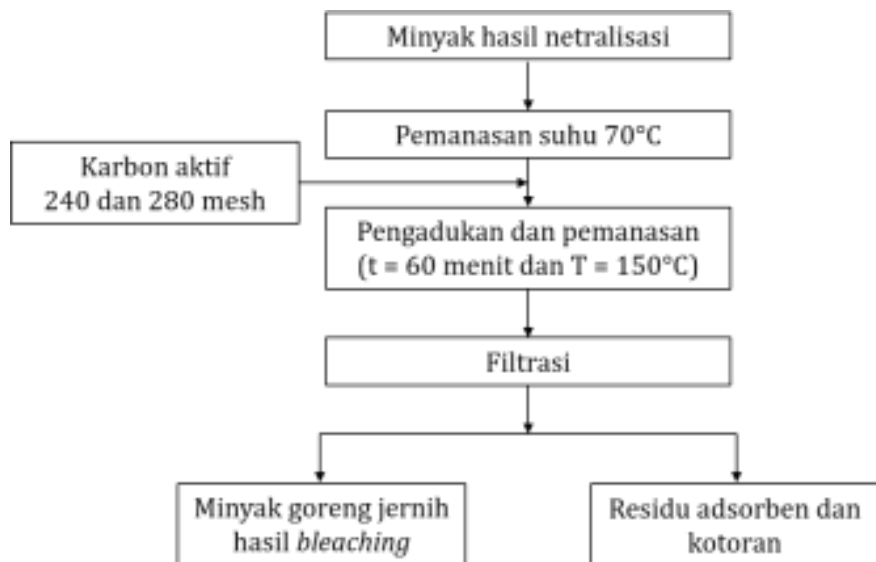 Minyak hasil netralisasi
Pemanasan suhu 70°C
Karbon aktif
240 dan 280 mesh
Pengadukan dan pemanasan
(t = 60 menit dan T = 150°C)
Filtrasi
Minyak goreng jernih
hasil bleaching
Residu adsorben dan
kotoran